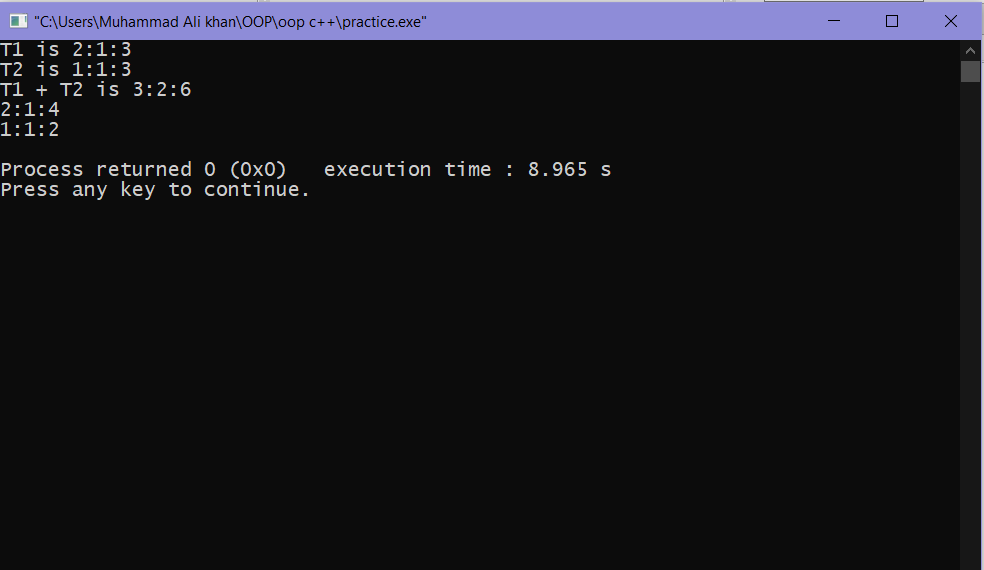 "C:\Users\Muhammad Ali khan\OOP\oop c++\practice.exe"
T1 is 2:1:3
T2 is 1:1:3
T1 + T2 is 3:2:6
2:1:4
1:1:2
Process returned 0 (0x0)   execution time : 8.965 s
Press any key to continue.